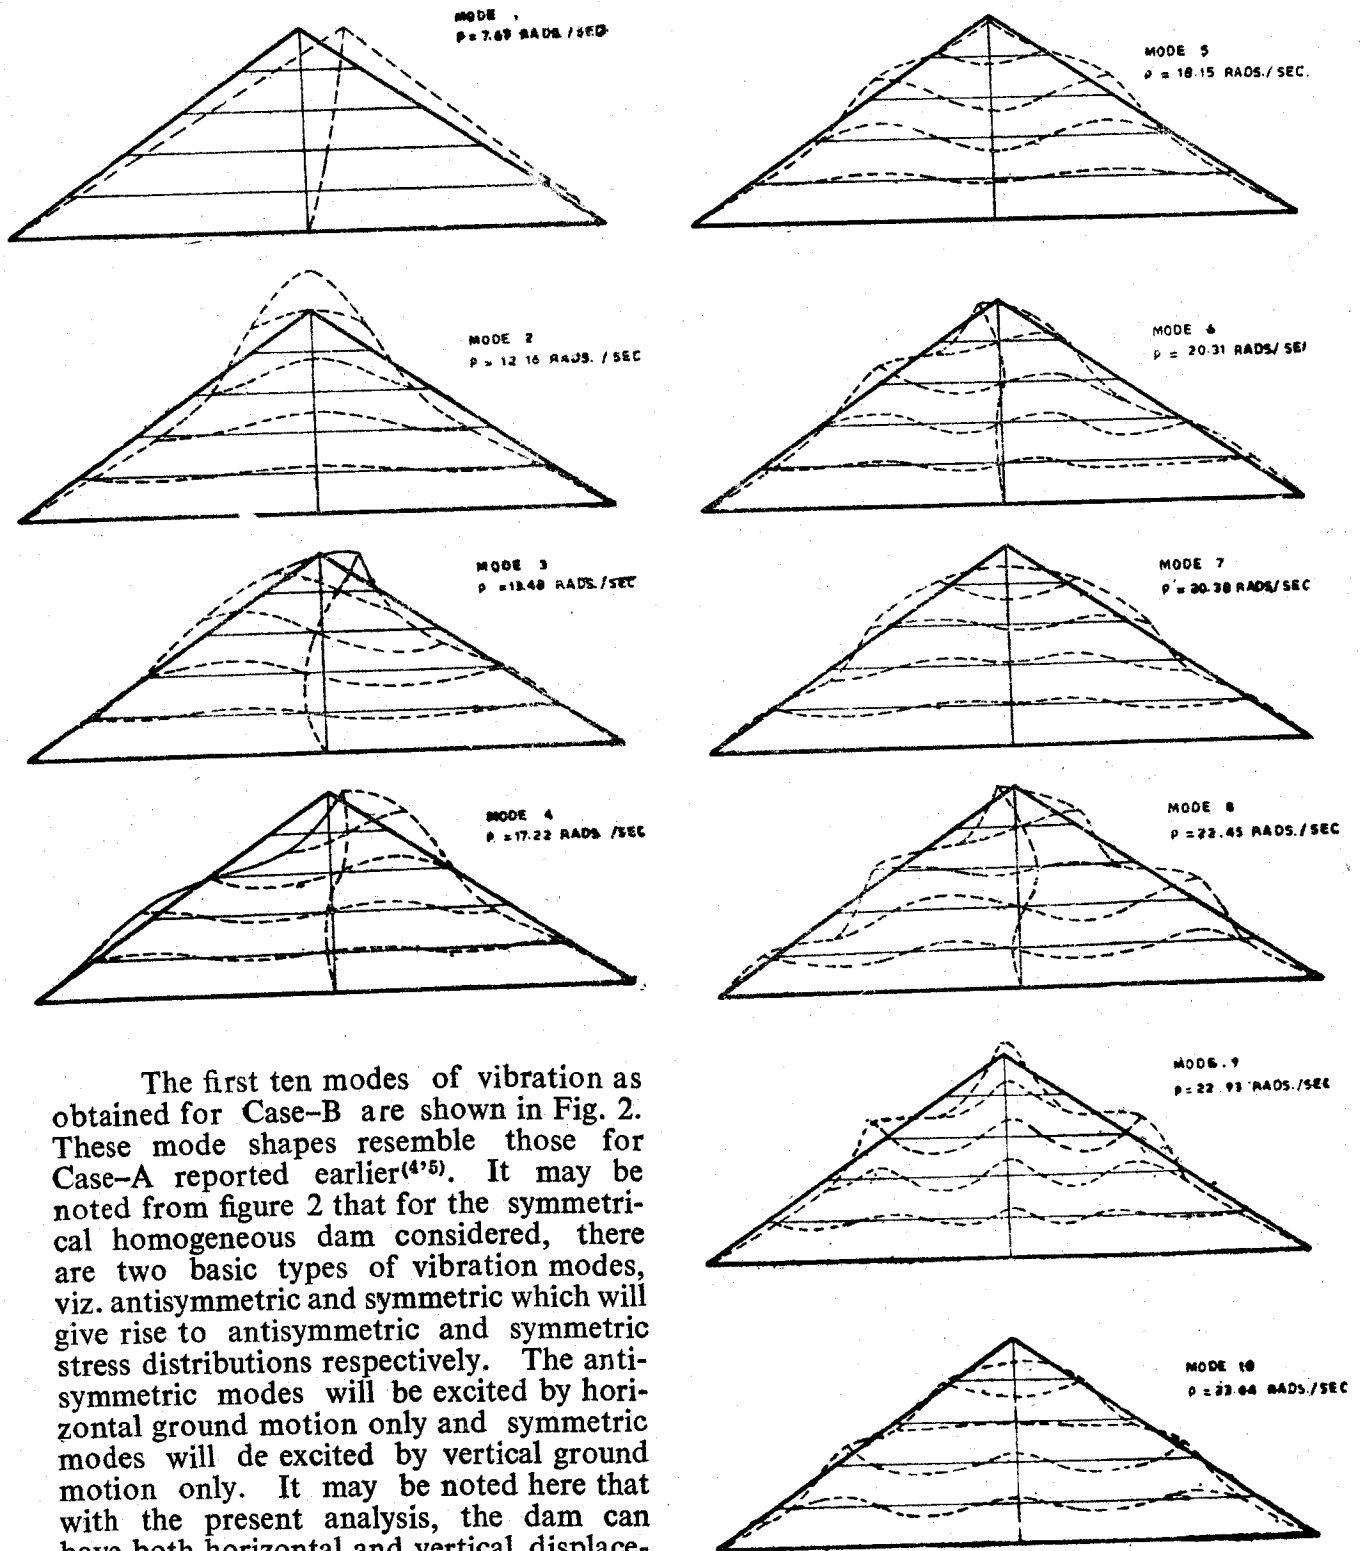 MODE
p = 7.67 RADS. / SEC
MODE 2
p = 12.16 RADS. / SEC
MODE 3
p = 13.48 RADS. / SEC
MODE 4
p = 17.22 RADS /SEC
The first ten modes of vibration as
obtained for Case–B are shown in Fig. 2.
These mode shapes resemble those for
Case–A reported earlier(4’5). It may be
noted from figure 2 that for the symmetri-
cal homogeneous dam considered, there
are two basic types of vibration modes,
viz. antisymmetric and symmetric which will
give rise to antisymmetric and symmetric
stress distributions respectively. The anti-
symmetric modes will be excited by hori-
zontal ground motion only and symmetric
modes will de excited by vertical ground
motion only. It may be noted here that
with the present analysis, the dam can
have both horizontal and vertical displace-
MODE 5
p = 18.15 RADS./ SEC.
MODE 6
p = 20.31 RADS/ SE
MODE 7
p = 20.38 RADS/ SEC
MODE 8
p = 22.45 RADS./ SEC
MODE. 9
p = 22.93 RADS./SEC
MODE 10
RADS./SEC